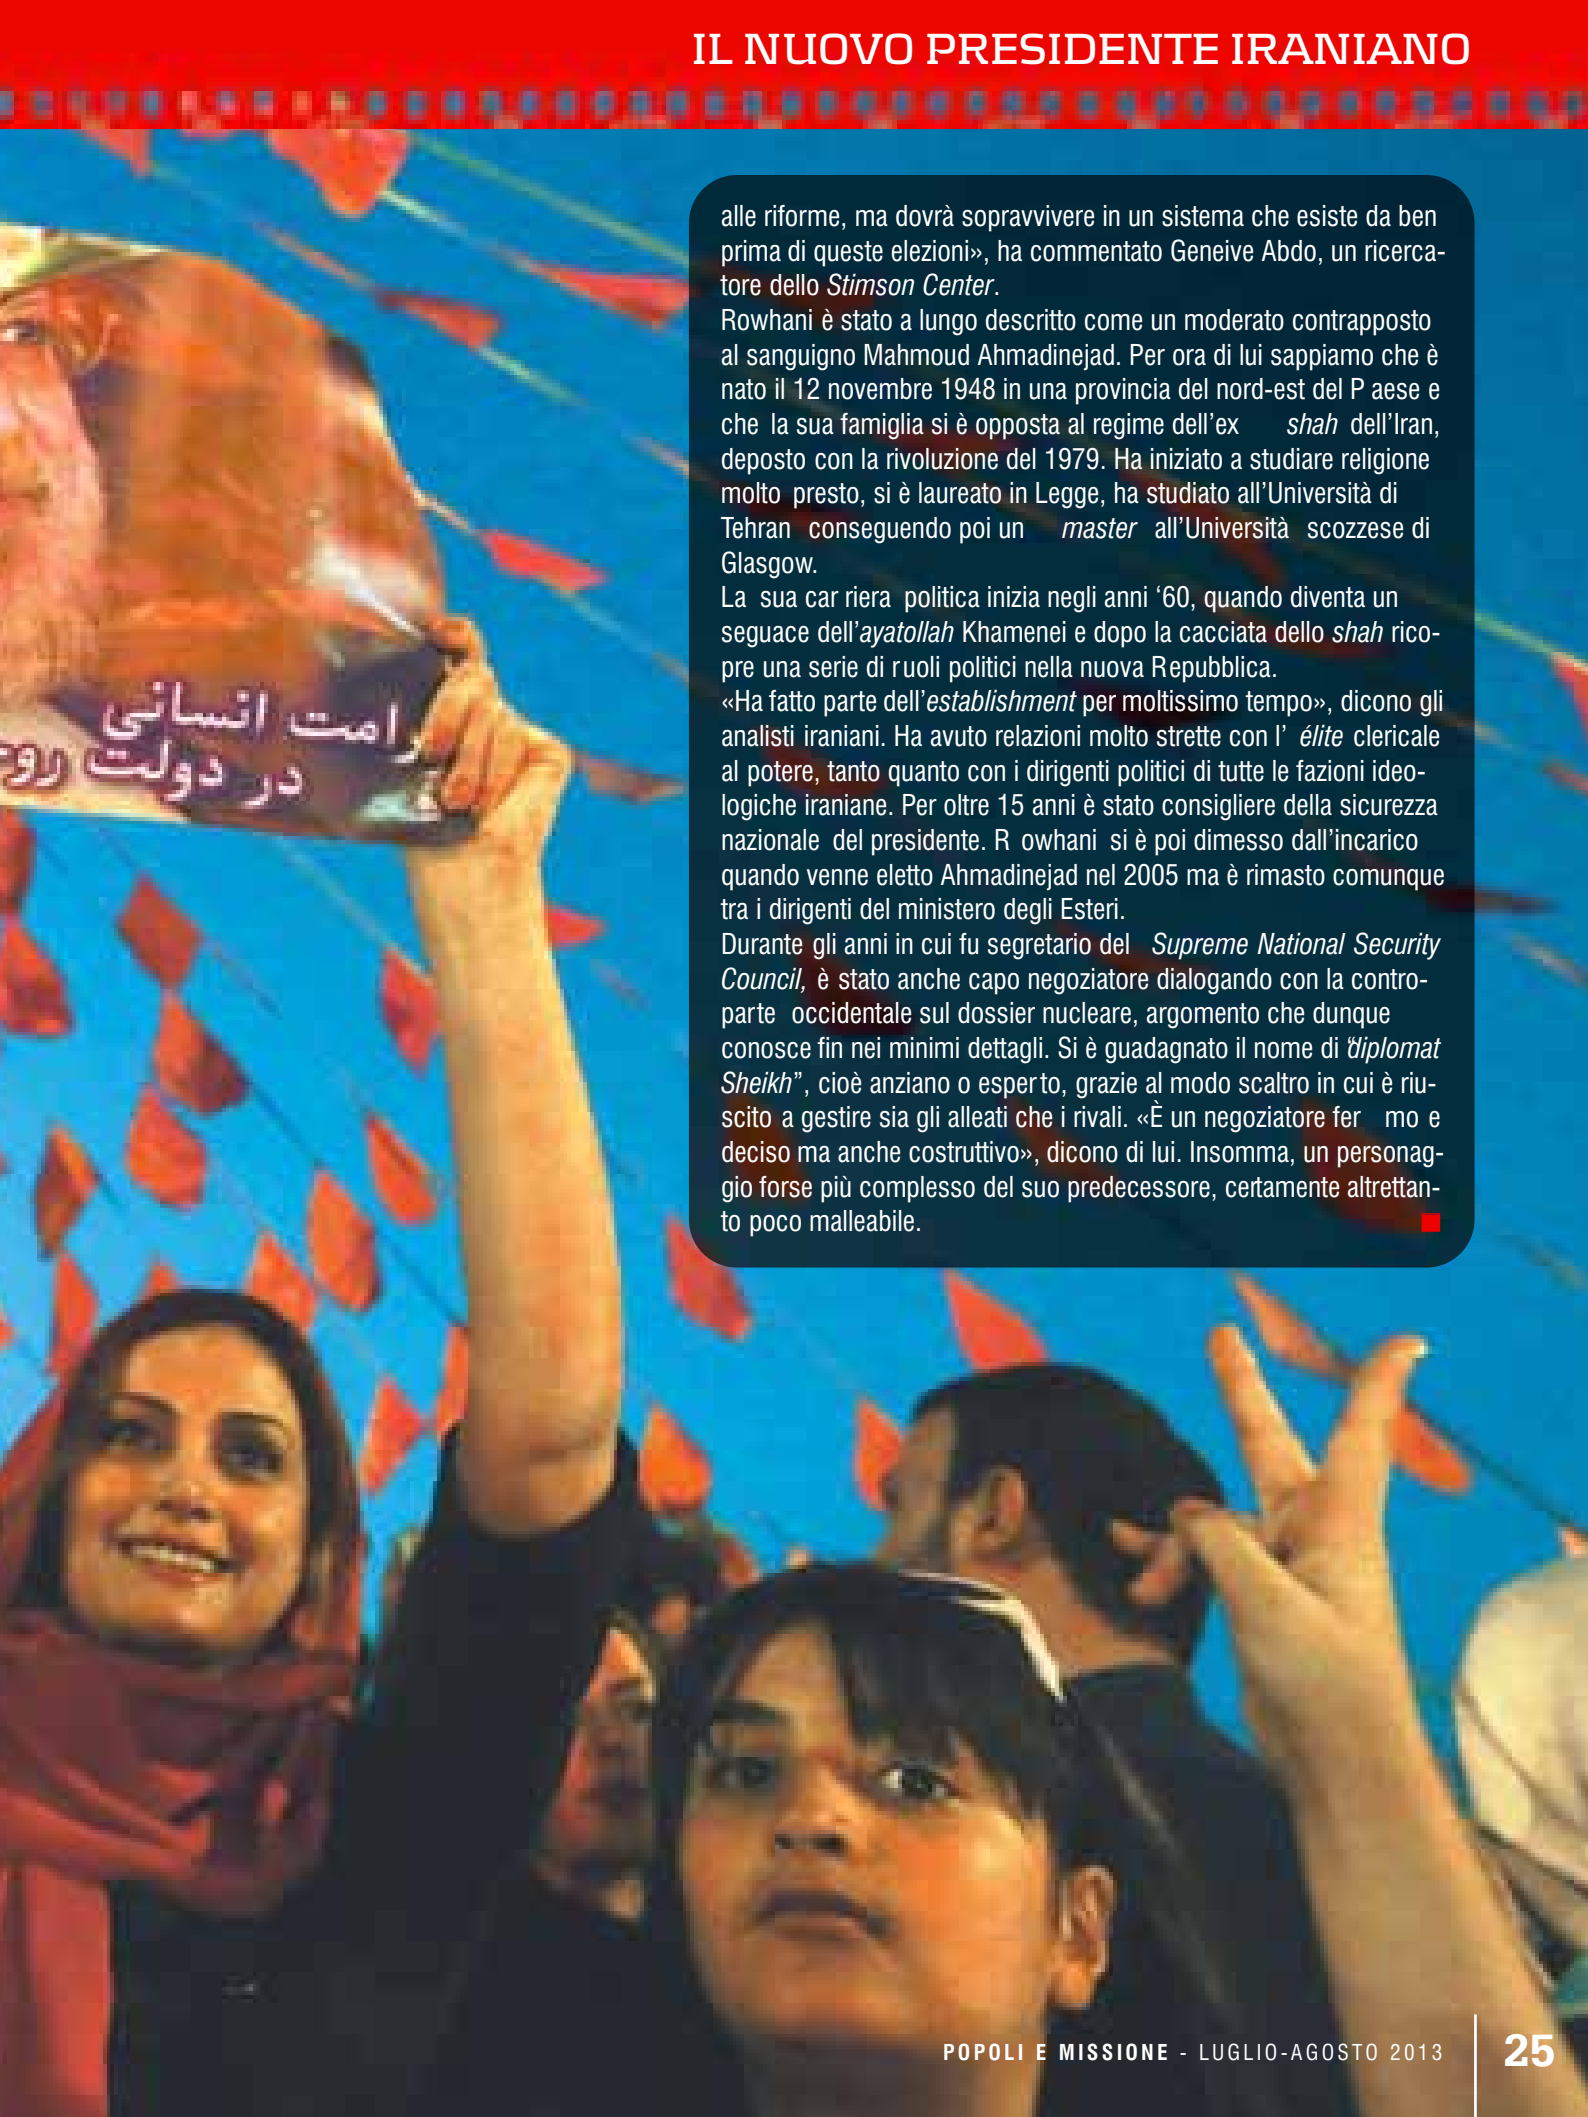 IL NUOVO PRESIDENTE IRANIANO
alle riforme, ma dovrà sopravvivere in un sistema che esiste da ben
prima di queste elezioni», ha commentato Geneive Abdo, un ricerca-
tore dello Stimson Center.
Rowhani è stato a lungo descritto come un moderato contrapposto
al sanguigno Mahmoud Ahmadinejad. Per ora di lui sappiamo che è
nato il 12 novembre 1948 in una provincia del nord-est del P aese e
che la sua famiglia si è opposta al regime dell’ex shah dell’Iran,
deposto con la rivoluzione del 1979. Ha iniziato a studiare religione
molto presto, si è laureato in Legge, ha studiato all’Università di
Tehran conseguendo poi un master all’Università scozzese di
Glasgow.
La sua car riera politica inizia negli anni ‘60, quando diventa un
seguace dell’ayatollah Khamenei e dopo la cacciata dello shah rico-
pre una serie di ruoli politici nella nuova Repubblica.
«Ha fatto parte dell’establishment per moltissimo tempo», dicono gli
analisti iraniani. Ha avuto relazioni molto strette con l’ élite clericale
al potere, tanto quanto con i dirigenti politici di tutte le fazioni ideo-
logiche iraniane. Per oltre 15 anni è stato consigliere della sicurezza
nazionale del presidente. R owhani si è poi dimesso dall’incarico
quando venne eletto Ahmadinejad nel 2005 ma è rimasto comunque
tra i dirigenti del ministero degli Esteri.
Durante gli anni in cui fu segretario del Supreme National Security
Council, è stato anche capo negoziatore dialogando con la contro-
parte occidentale sul dossier nucleare, argomento che dunque
conosce fin nei minimi dettagli. Si è guadagnato il nome di “diplomat
Sheikh”, cioè anziano o esperto, grazie al modo scaltro in cui è riu-
scito a gestire sia gli alleati che i rivali. «È un negoziatore fer mo e
deciso ma anche costruttivo», dicono di lui. Insomma, un personag-
gio forse più complesso del suo predecessore, certamente altrettan-
to poco malleabile.
رامت انسانی
در دولت
POPOLI E MISSIONE - LUGLIO-AGOSTO 2013
25